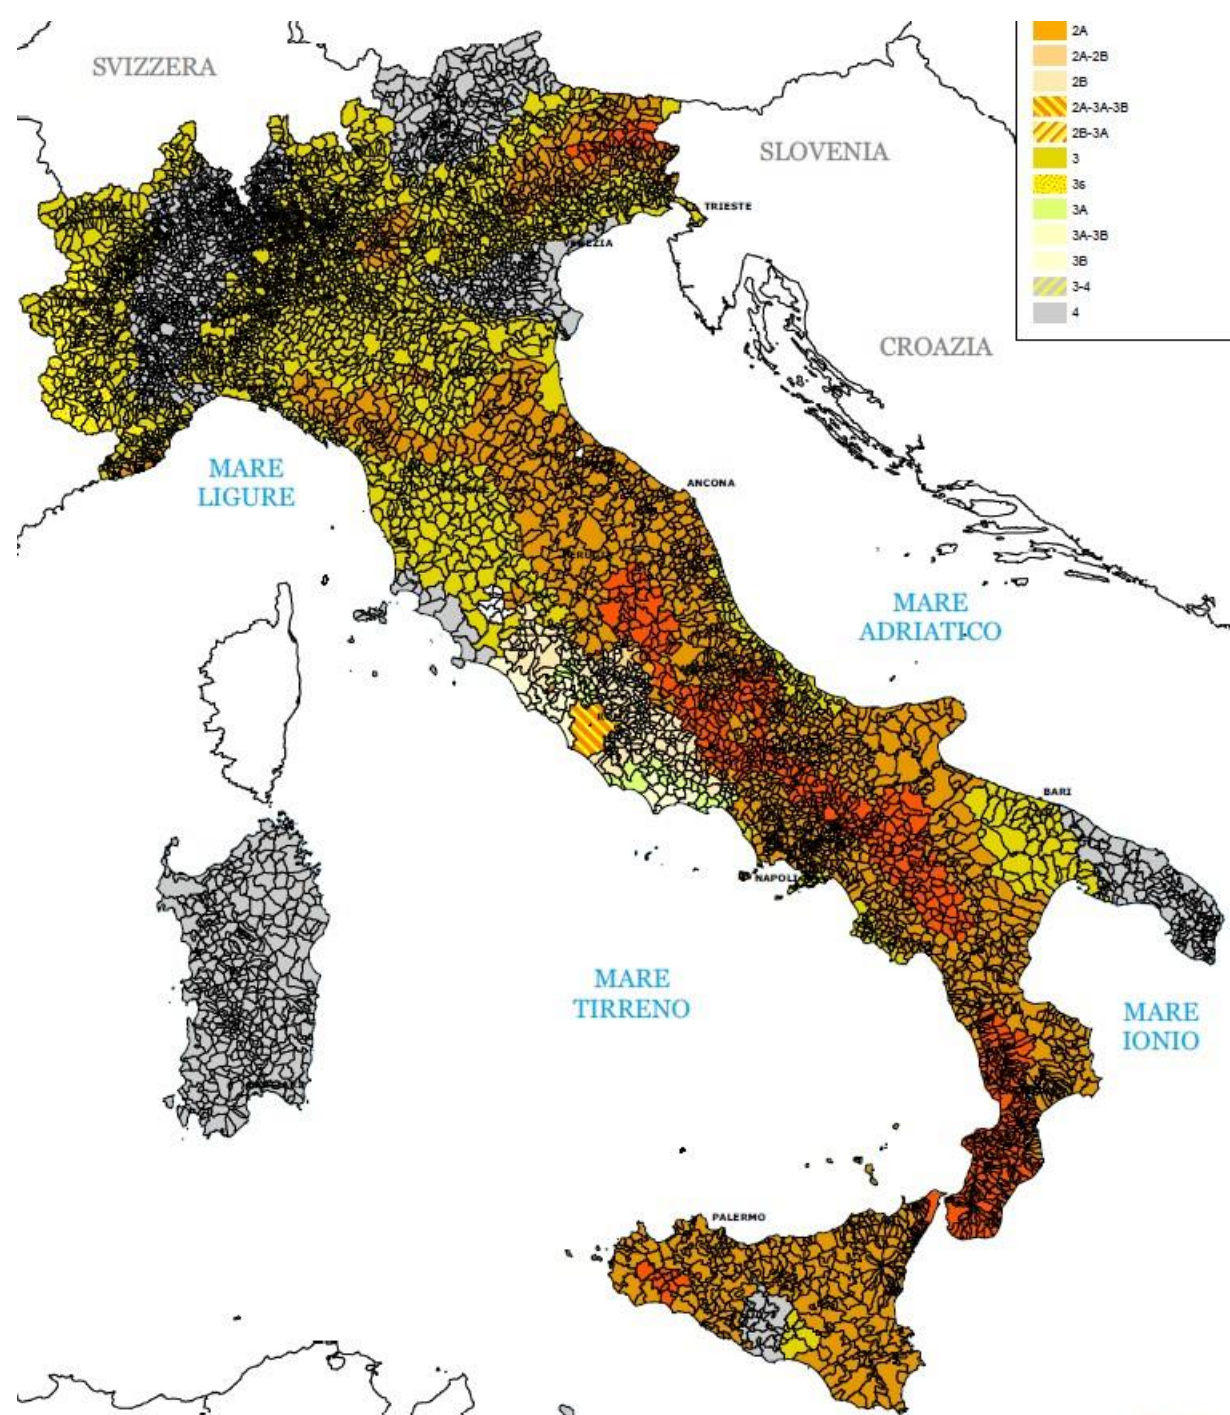 2A
2A-2B
2B
2A-3A-3B
2B-3A
3
3s
3A
3A-3B
3B
3-4
4
SVIZZERA
SLOVENIA
TRIESTE
CROAZIA
MARE
LIGURE
ANCONA
MARE
ADRIATICO
BARI
NAPOLI
MARE
TIRRENO
MARE
IONIO
PALERMO